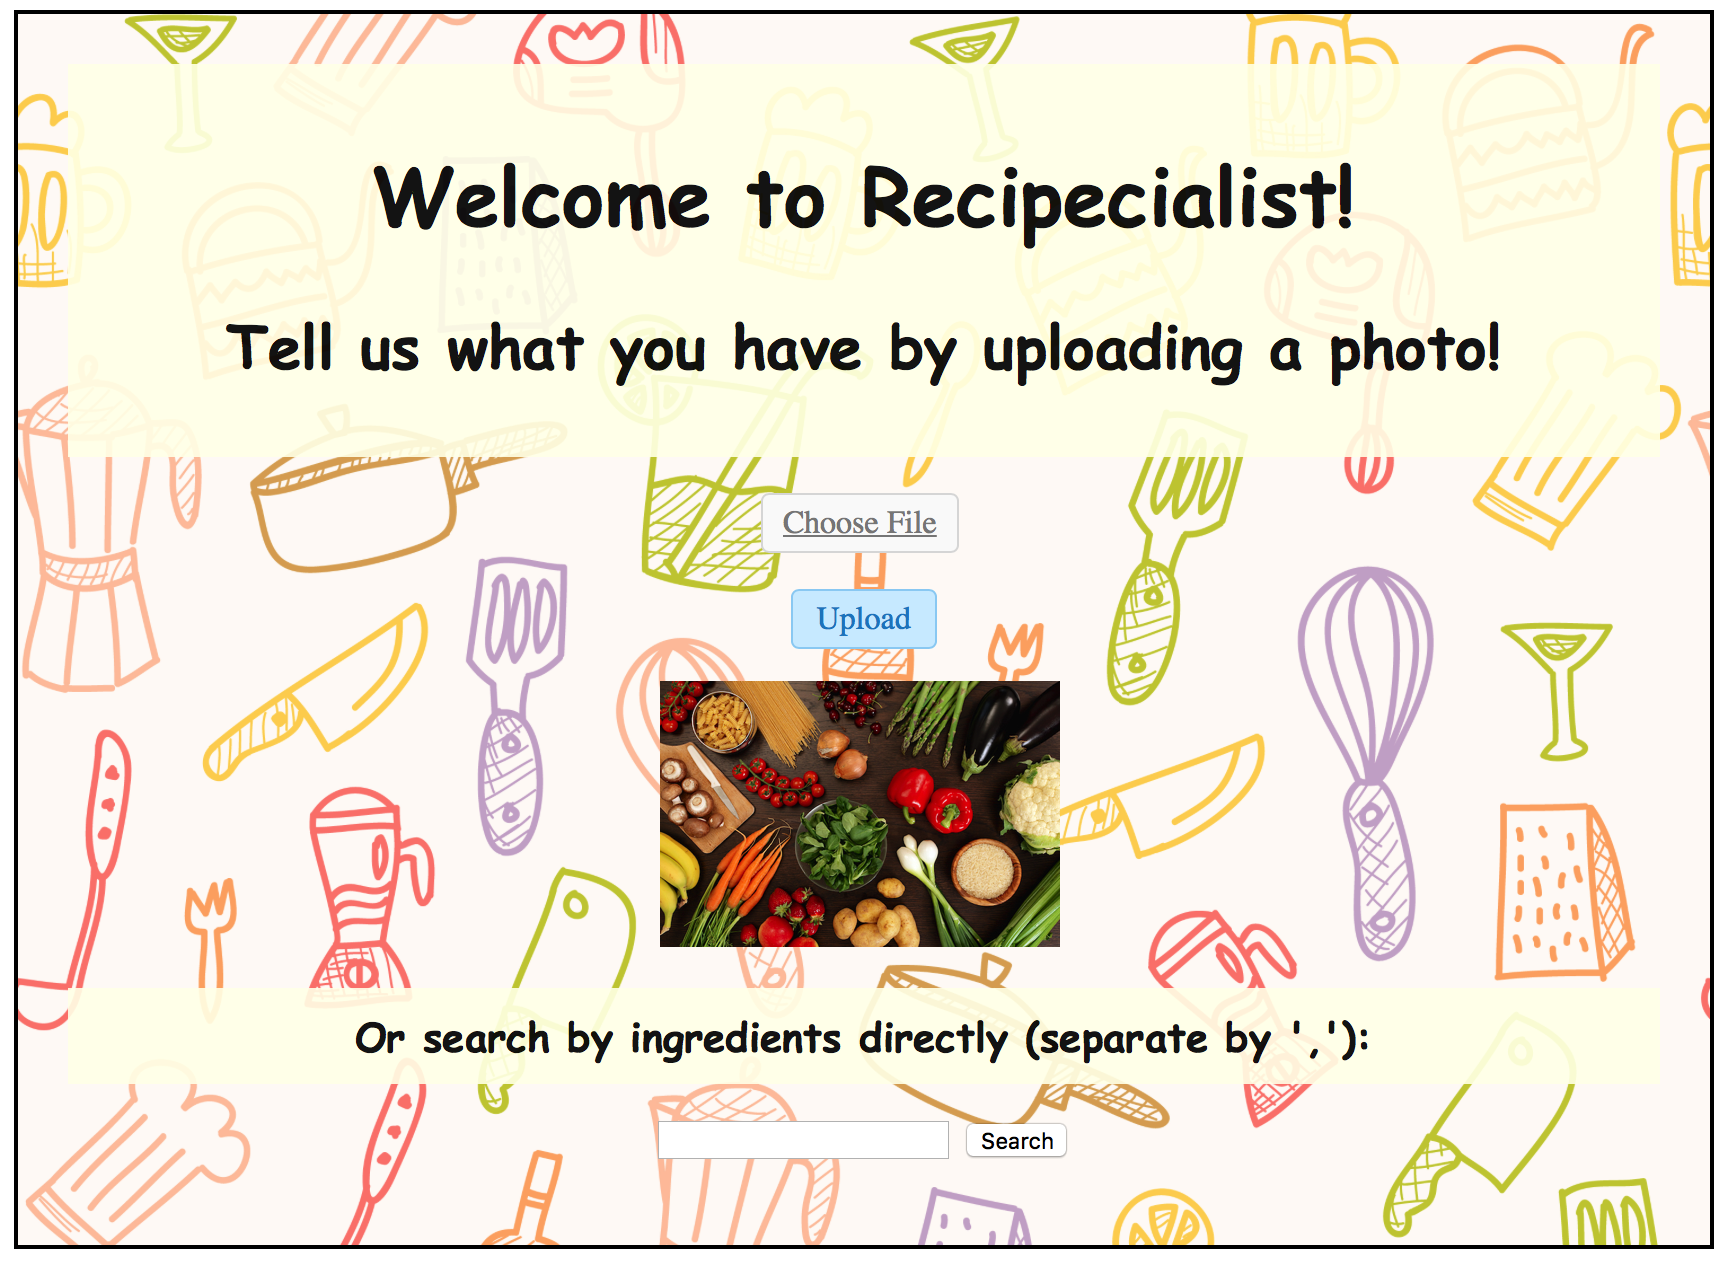 Welcome to Recipecialist!
Tell us what you have by uploading a photo!
Choose File
Upload
Or search by ingredients directly (separate by ','):
Search